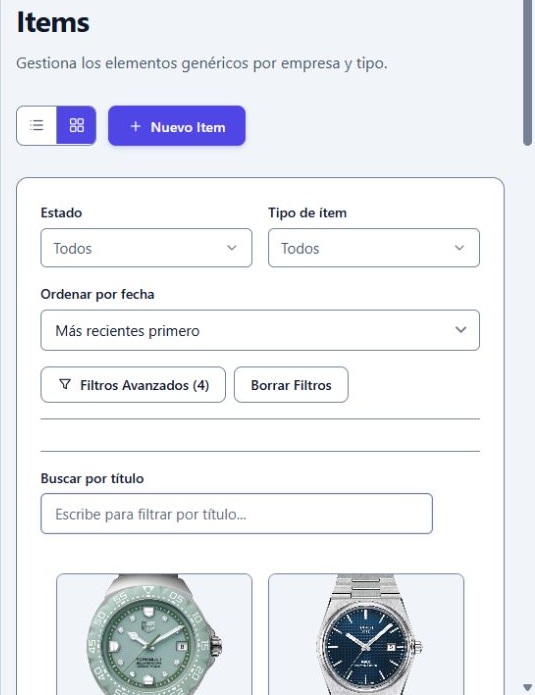 Items
Gestiona los elementos genéricos por empresa y tipo.
+ Nuevo Item
Estado
Tipo de ítem
Todos
Todos
Ordenar por fecha
Más recientes primero
Filtros Avanzados (4)
Borrar Filtros
Buscar por título
Escribe para filtrar por título...